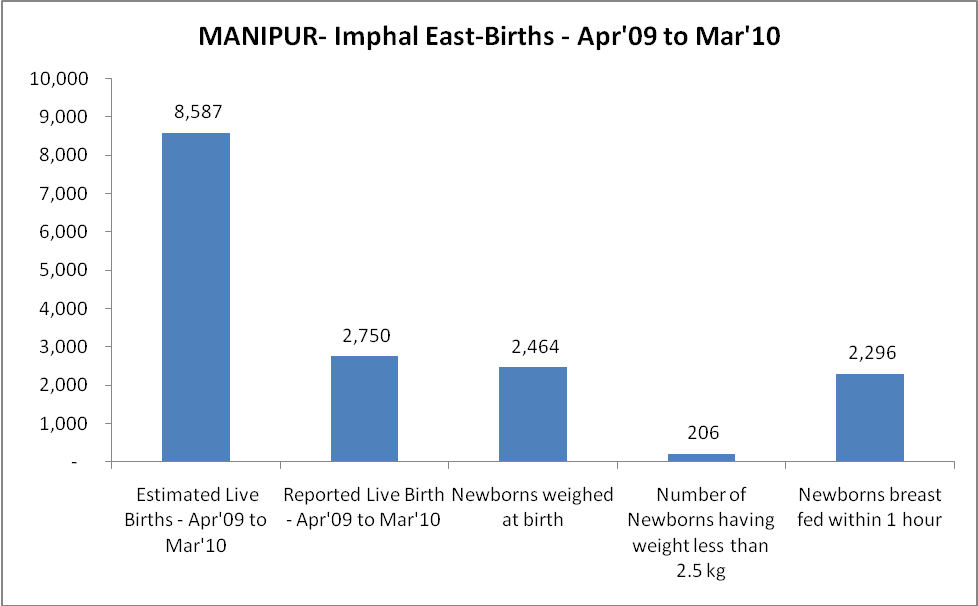 MANIPUR- Imphal East-Births - Apr'09 to Mar'10
10,000
9,000
8,000
7,000
6,000
5,000
4,000
3,000
2,000
1,000
-
8,587
2,750
2,464
206
2,296
Estimated Live
Births - Apr'09 to
Mar'10
Reported Live Birth
- Apr'09 to Mar'10
Newborns weighed
at birth
Number of
Newborns having
weight less than
2.5 kg
Newborns breast
fed within 1 hour